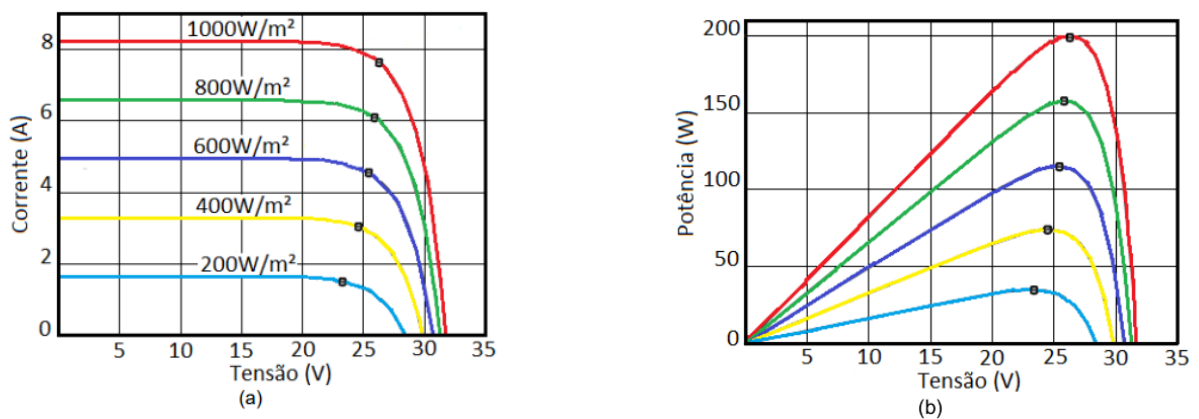 8
6
4
2
0
Corrente (A)
1000W/m²
800W/m²
600W/m²
400W/m²
200W/m²
5 10 15 20 25 30 35
Tensão (V)
(a)
200
150
100
50
0
Potência (W)
5 10 15 20 25 30 35
Tensão (V)
(b)